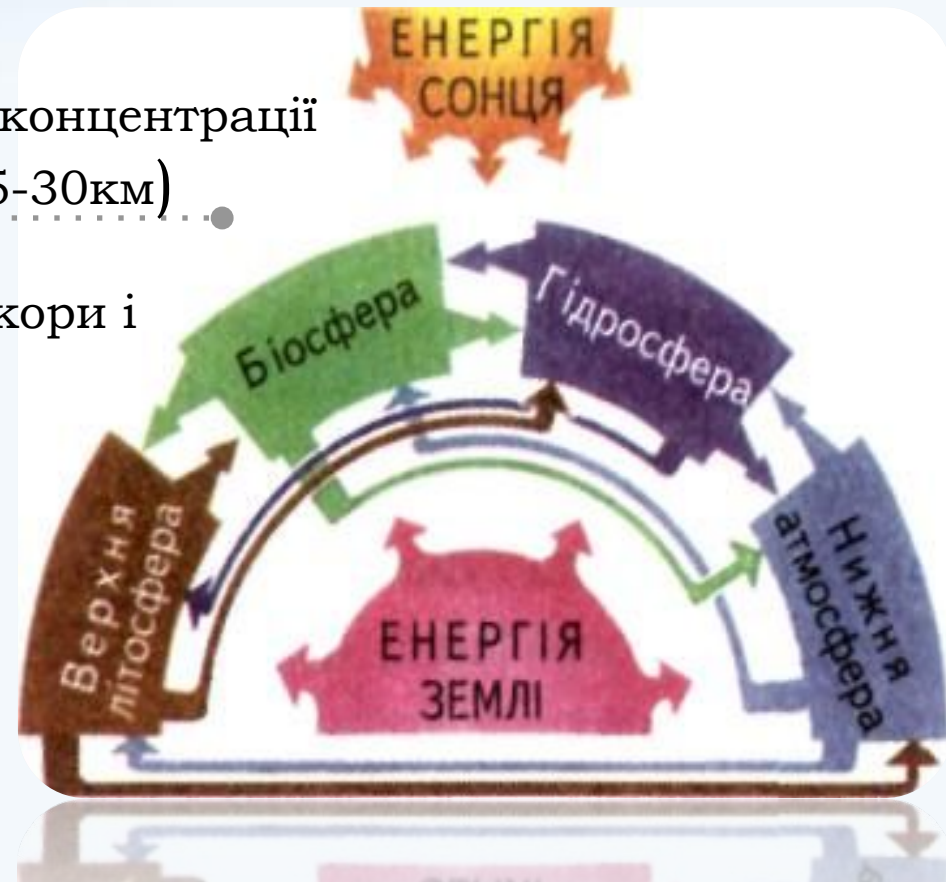 ЕНЕРГІЯ
СОНЦЯ
концентрації
5-30км)
кори і
Біосфера
Гідросфера
Верхня
літосфера
Нижня
атмосфера
ЕНЕРГІЯ
ЗЕМЛІ